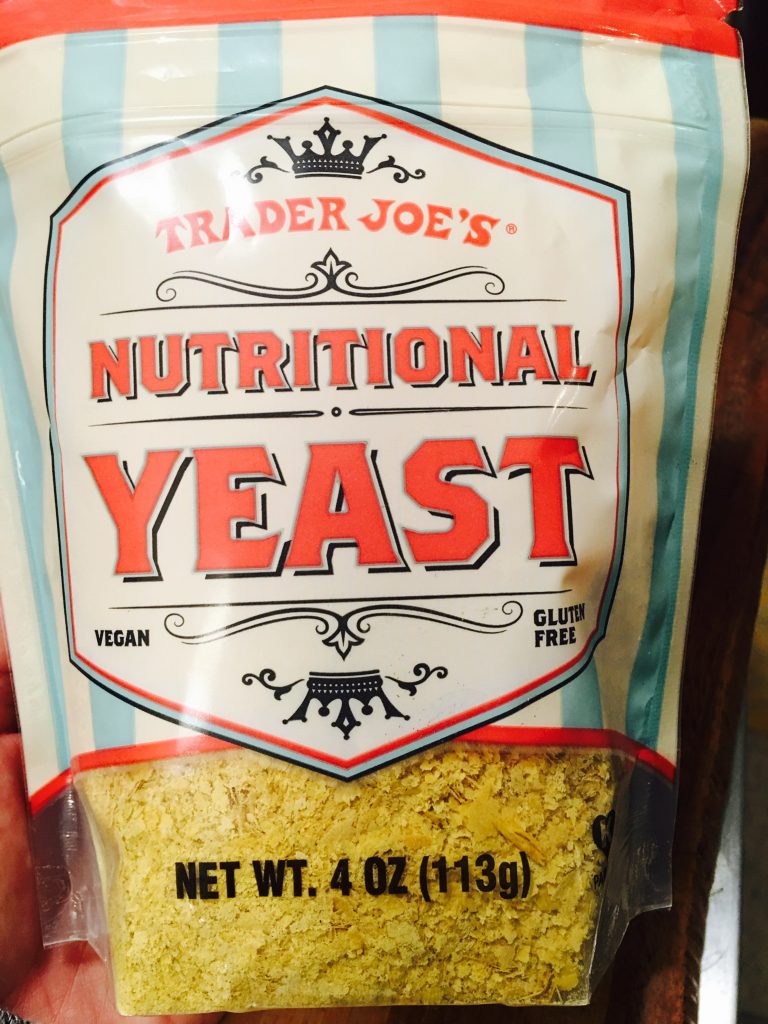 TRADER JOE'S®
NUTRITIONAL
YEAST
VEGAN
GLUTEN
FREE
NET WT. 4 OZ (113g)